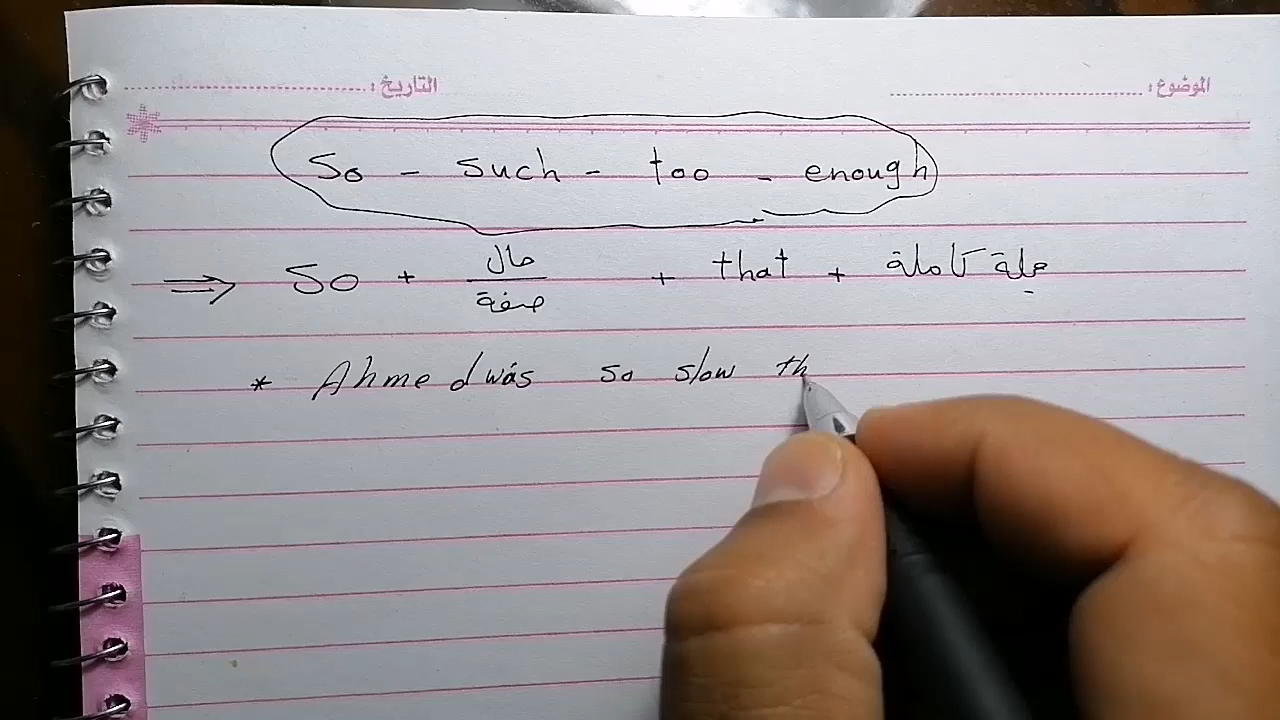 الموضوع: التاريخ:
So - such - too - enough
⇒ So + حال / صفة + that + جملة كاملة
* Ahmed was so slow th